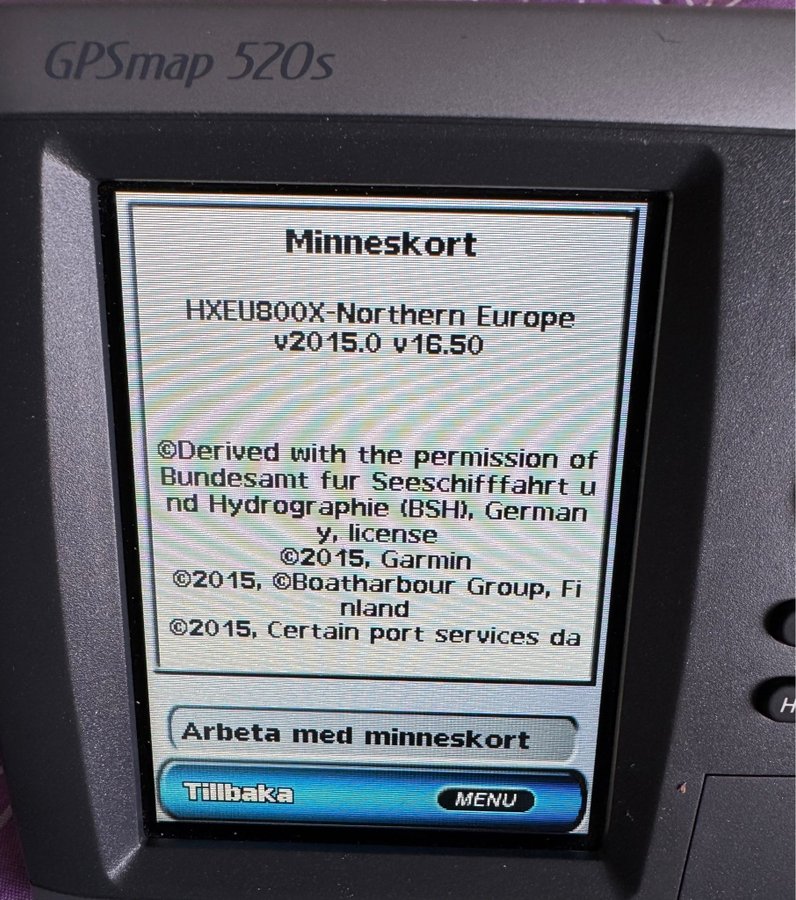 GPSmap 520s
Minneskort
HXEU800X-Northern Europe
v2015.0 v16.50
©Derived with the permission of
Bundesamt fur Seeschifffahrt u
nd Hydrographie (BSH), German
y, license
©2015, Garmin
©2015, ©Boatharbour Group, Fi
nland
©2015, Certain port services da
Arbeta med minneskort
Tillbaka MENU
H